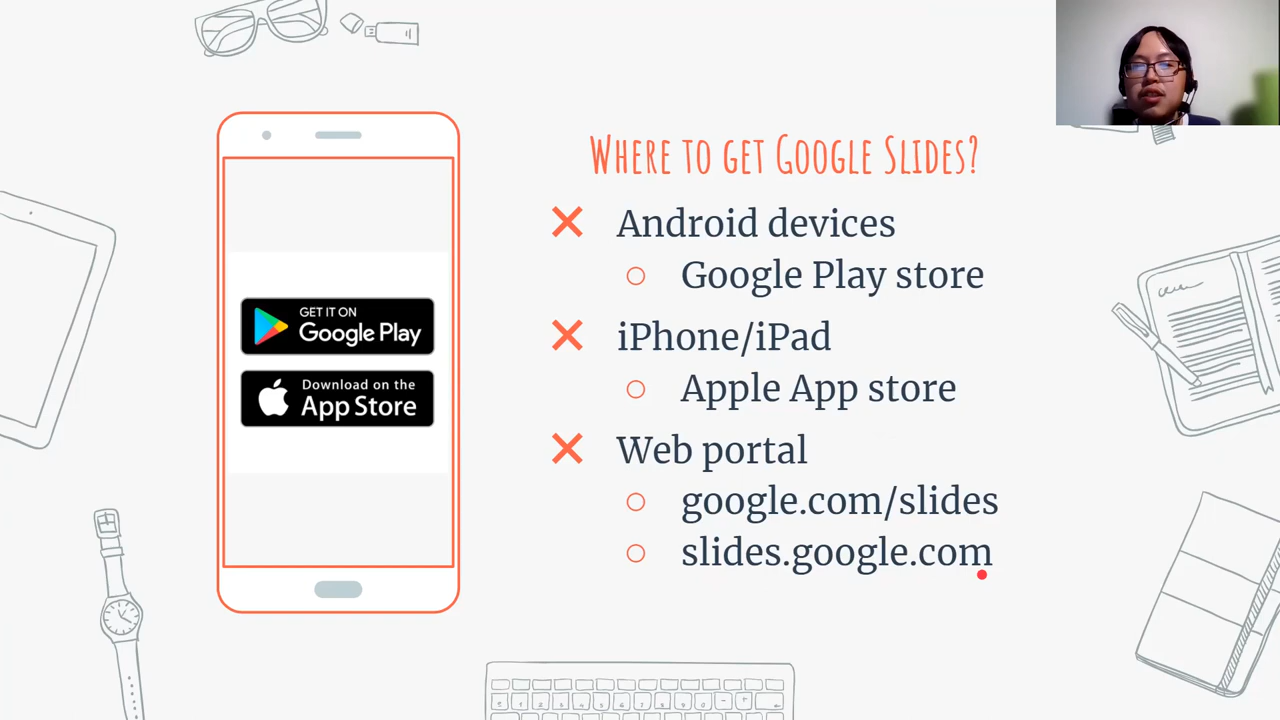 WHERE TO GET GOOGLE SLIDES?
Android devices
Google Play store
iPhone/iPad
Apple App store
Web portal
google.com/slides
slides.google.com
GET IT ON
Google Play
Download on the
App Store